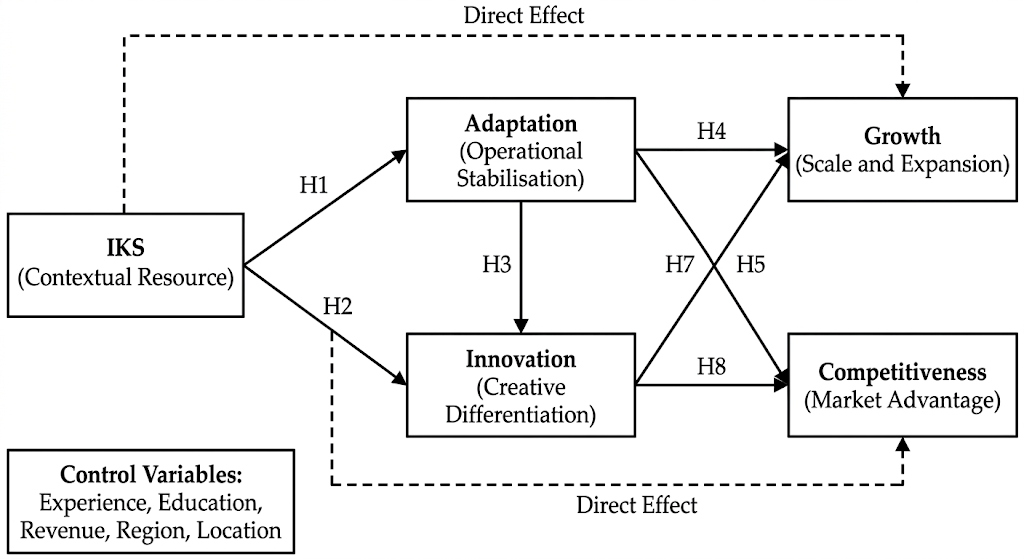 Direct Effect
Adaptation
(Operational
Stabilisation)
H4
Growth
(Scale and Expansion)
H1
IKS
(Contextual Resource)
H3
H7
H5
H2
Innovation
(Creative
Differentiation)
H8
Competitiveness
(Market Advantage)
Control Variables:
Experience, Education,
Revenue, Region, Location
Direct Effect